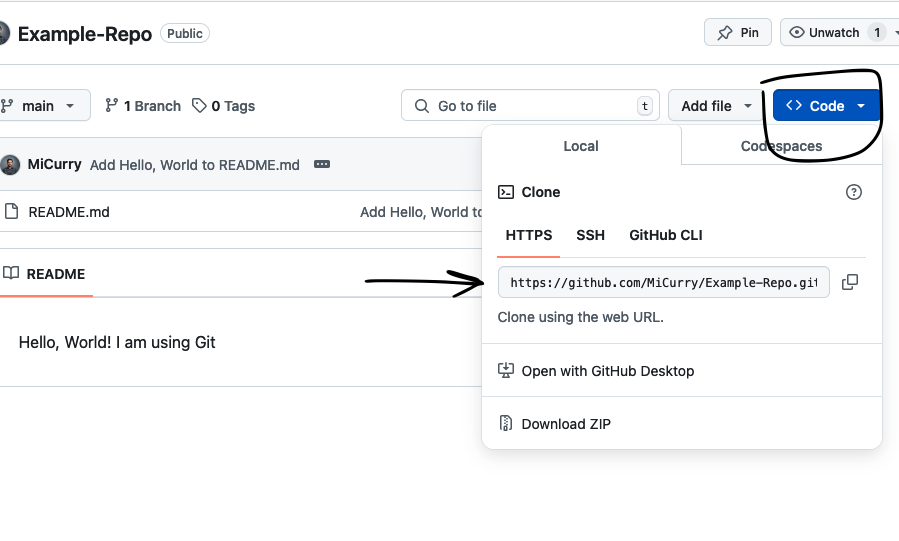 Example-Repo Public Pin Unwatch 1
main 1 Branch 0 Tags Go to file t Add file Code
Local Codespaces
MiCurry Add Hello, World to README.md
Clone
README.md Add Hello, World to
HTTPS SSH GitHub CLI
README
https://github.com/MiCurry/Example-Repo.git
Clone using the web URL.
Hello, World! I am using Git
Open with GitHub Desktop
Download ZIP